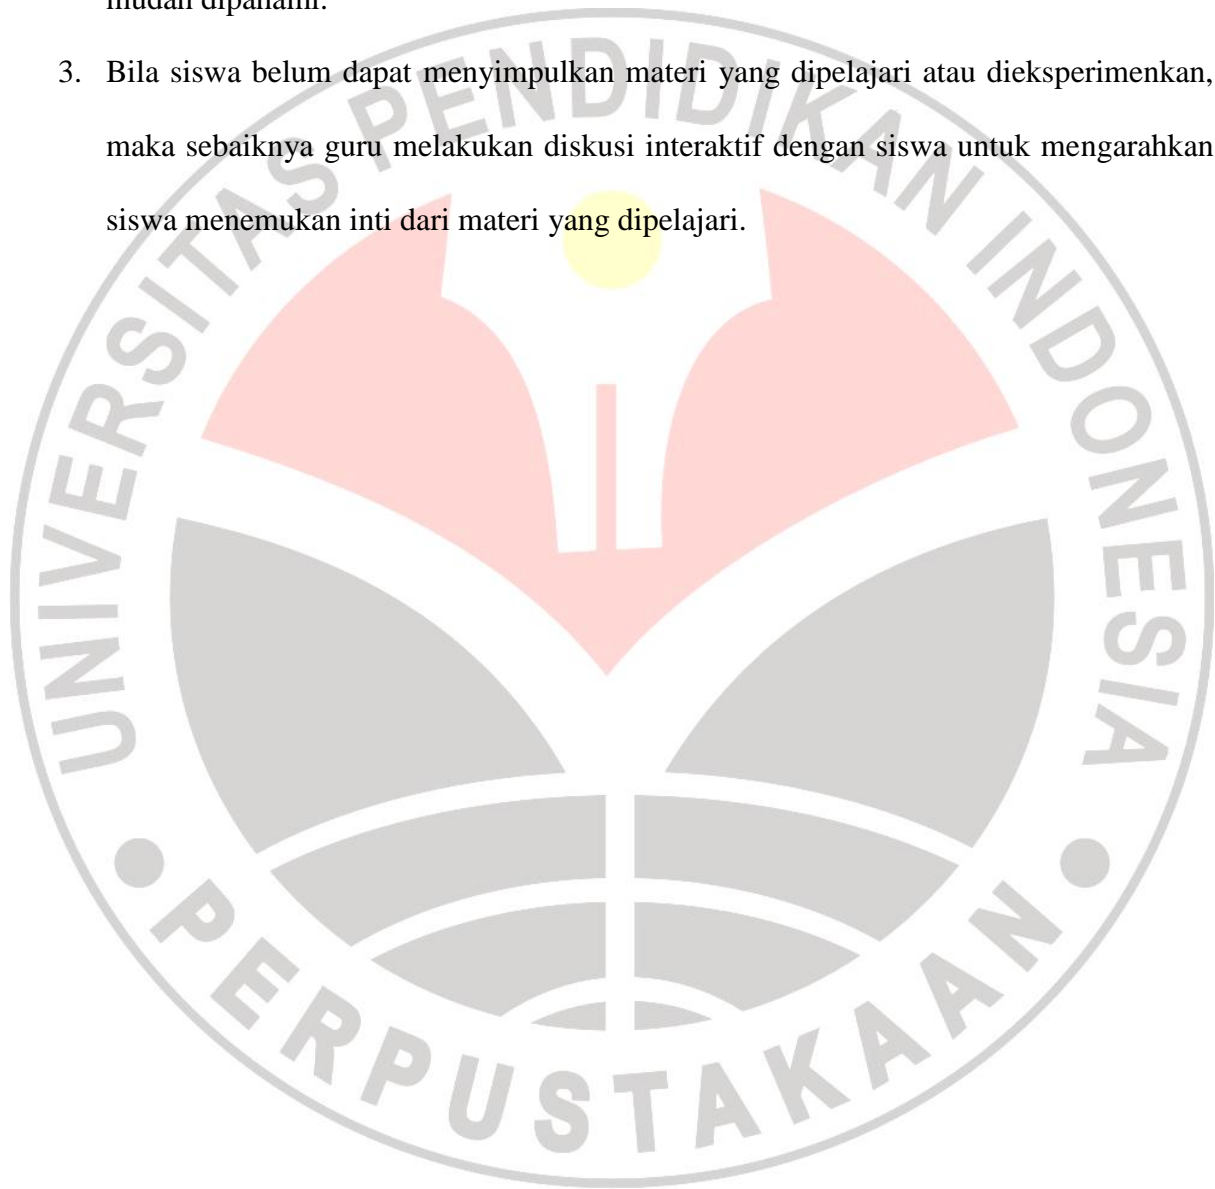 mudah dipahami.
3. Bila siswa belum dapat menyimpulkan materi yang dipelajari atau dieksperimenkan,
maka sebaiknya guru melakukan diskusi interaktif dengan siswa untuk mengarahkan
siswa menemukan inti dari materi yang dipelajari.
UNIVERSITAS PENDIDIKAN INDONESIA
• PERPUSTAKAAN •